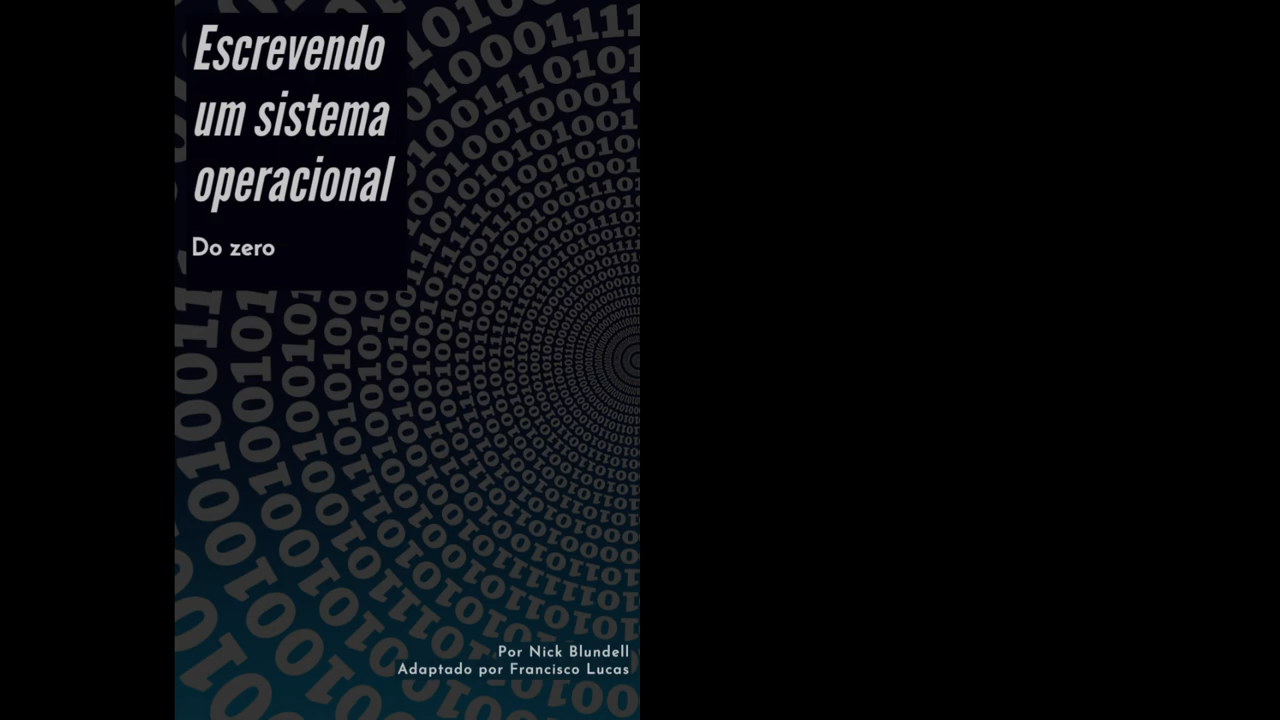 Escrevendo
um sistema
operacional
Do zero
Por Nick Blundell
Adaptado por Francisco Lucas